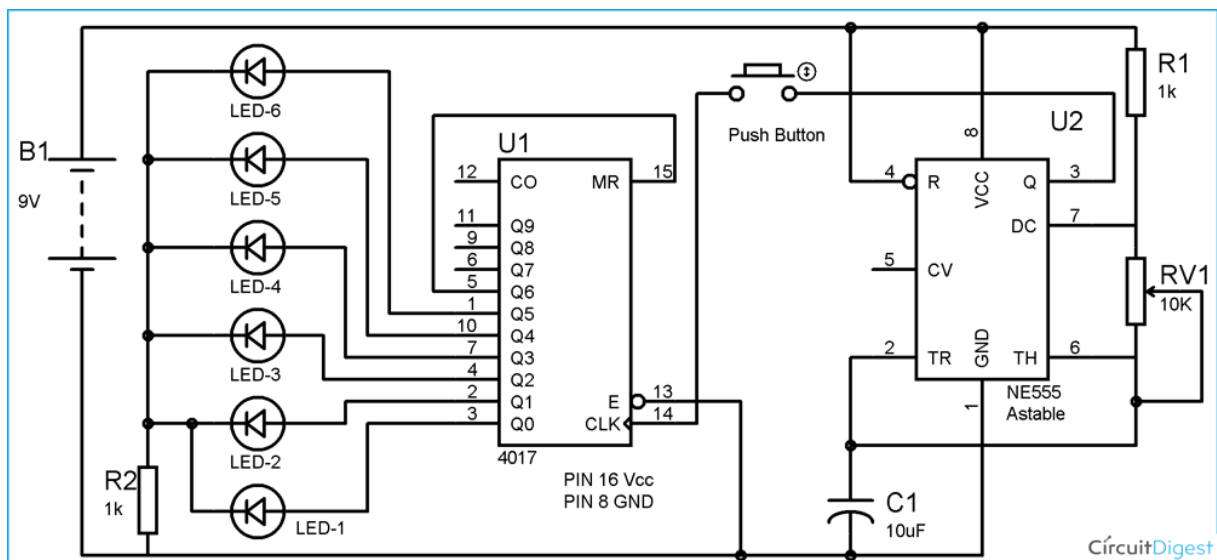 B1
9V
LED-6
LED-5
LED-4
LED-3
LED-2
LED-1
R2
1k
U1
12 CO MR 15
11 Q9
9 Q8
6 Q7
5 Q6
1 Q5
10 Q4
7 Q3
4 Q2
2 Q1 E 13
3 Q0 CLK 14
4017
PIN 16 Vcc
PIN 8 GND
Push Button
U2
8
4 R VCC Q 3
DC 7
5 CV
2 TR GND TH 6
1
NE555
Astable
R1
1k
RV1
10K
C1
10uF
CircuitDigest